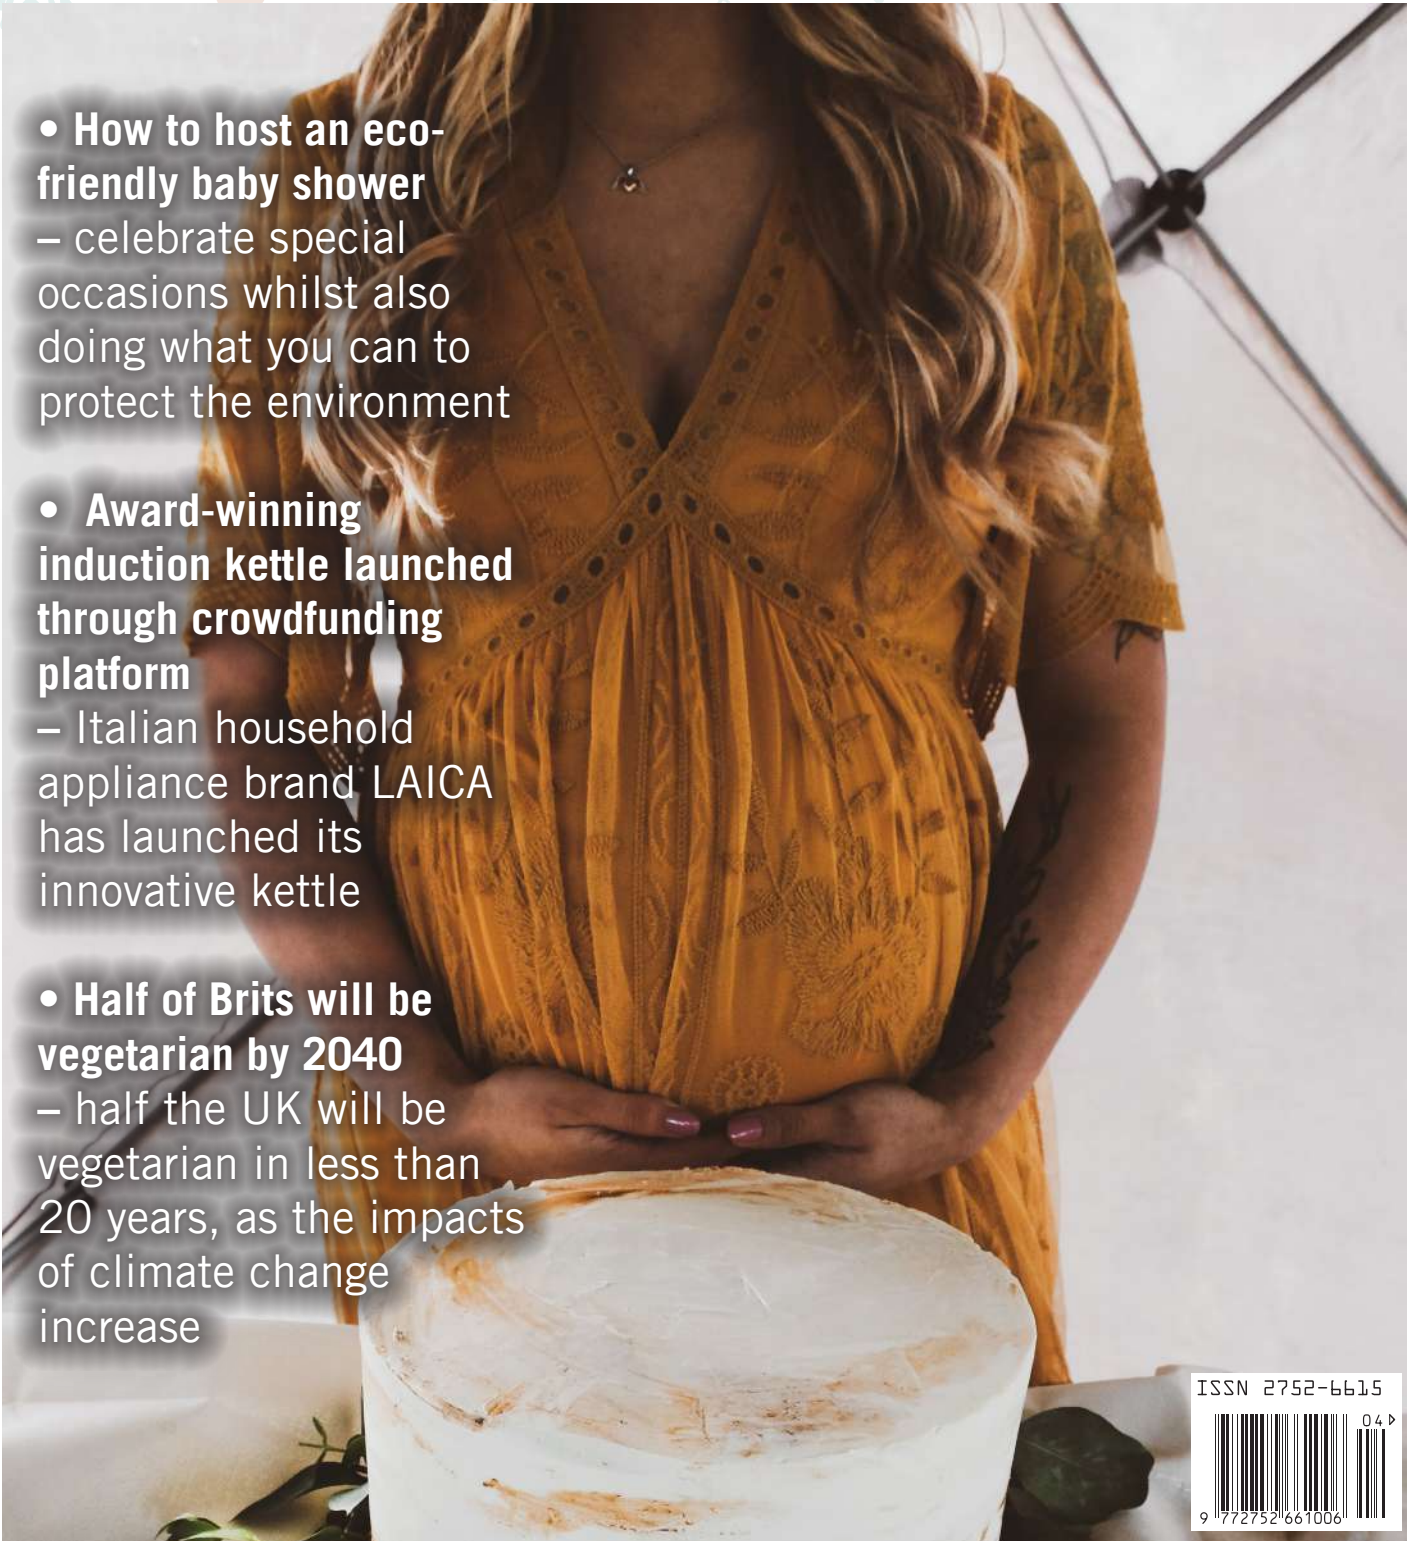 • How to host an eco-
friendly baby shower
– celebrate special
occasions whilst also
doing what you can to
protect the environment
• Award-winning
induction kettle launched
through crowdfunding
platform
– Italian household
appliance brand LAICA
has launched its
innovative kettle
• Half of Brits will be
vegetarian by 2040
– half the UK will be
vegetarian in less than
20 years, as the impacts
of climate change
increase
ISSN 2752-6615
04
9 772752 661006